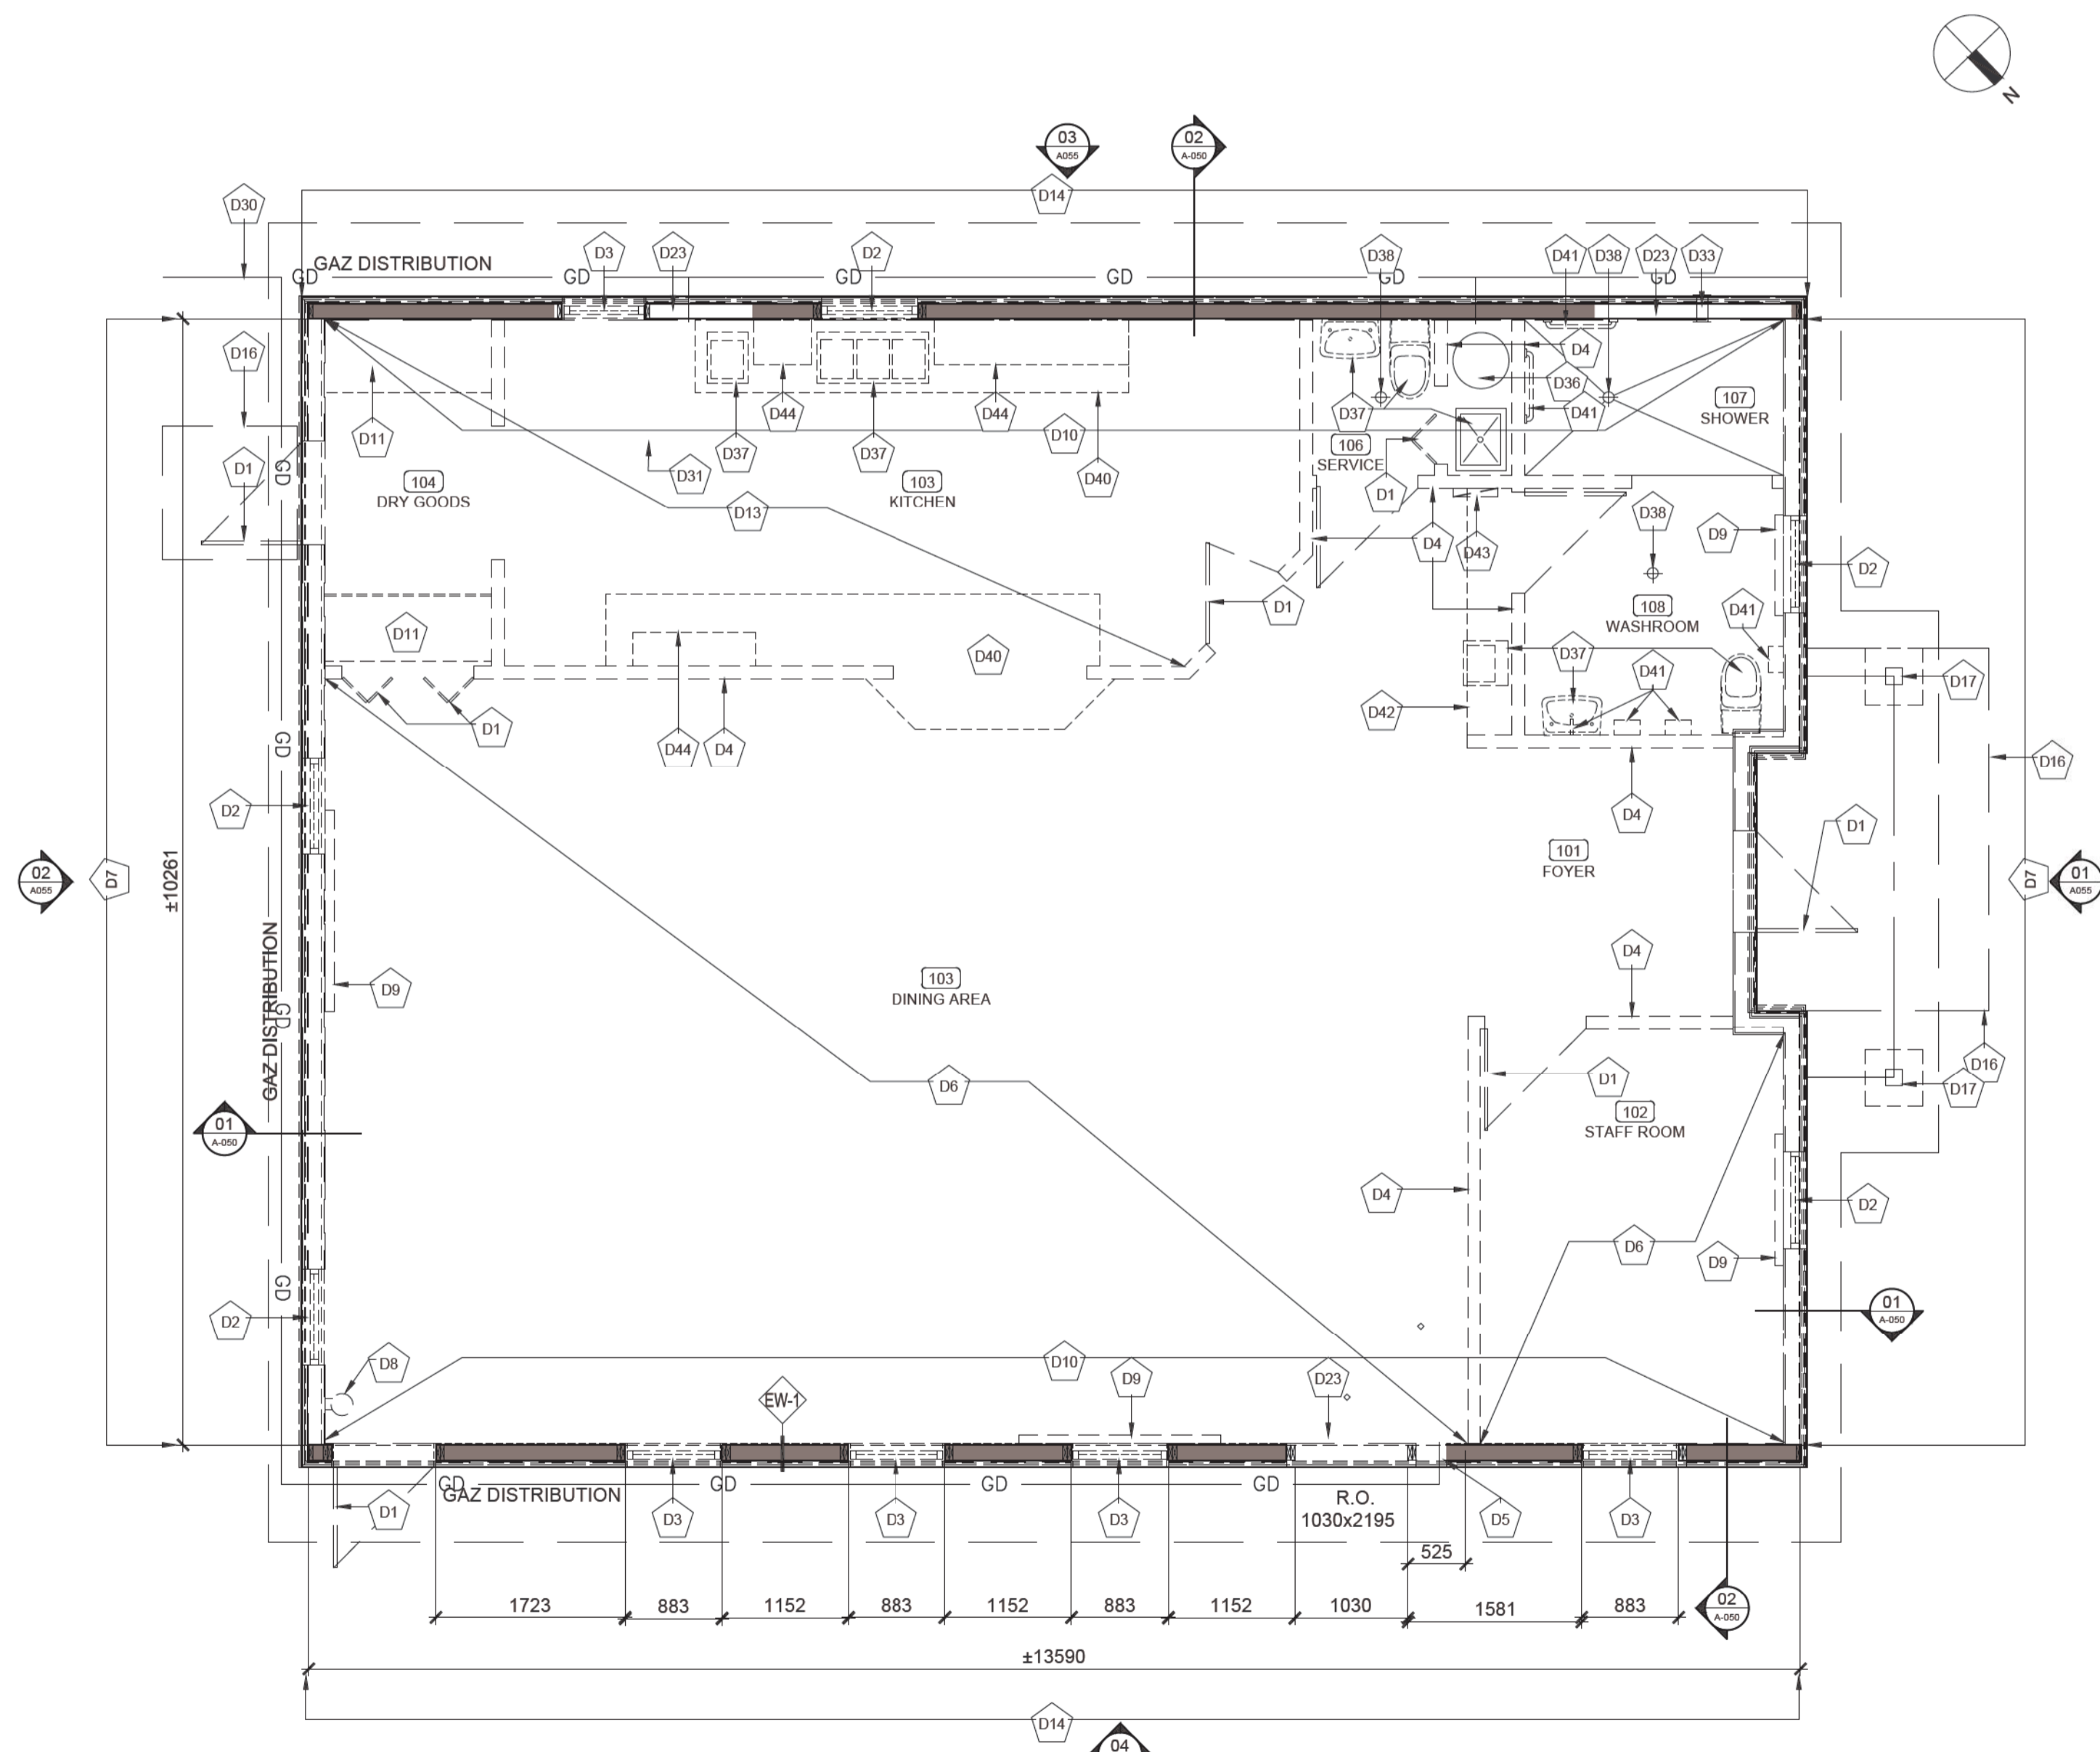 N
03
A055
02
A-050
D14
D30
D3
D23
D2
D38
D41
D38
D23
D33
GAZ DISTRIBUTION
GD
GD
GD
GD
GD
GD
D16
D4
D36
D41
107
SHOWER
D11
D37
D44
D37
D44
D10
D40
D37
106
SERVICE
D1
D1
GD
104
DRY GOODS
D31
103
KITCHEN
D13
D4
D43
D38
D9
D2
D11
D1
108
WASHROOM
D41
D40
D37
D41
D17
D42
D1
D44
D4
GD
D16
D2
D4
D1
101
FOYER
02
A055
D7
±10261
D7
01
A055
GAZ DISTRIBUTION
GD
D9
103
DINING AREA
D4
D6
D1
D16
D17
102
STAFF ROOM
01
A-050
D4
D2
D6
D9
GD
D2
01
A-050
D8
D10
D9
D23
EW-1
GD
GD
GD
GD
GAZ DISTRIBUTION
R.O.
1030x2195
D1
D3
D3
D3
D5
D3
525
1723
883
1152
883
1152
883
1152
1030
1581
883
02
A-050
±13590
D14
04